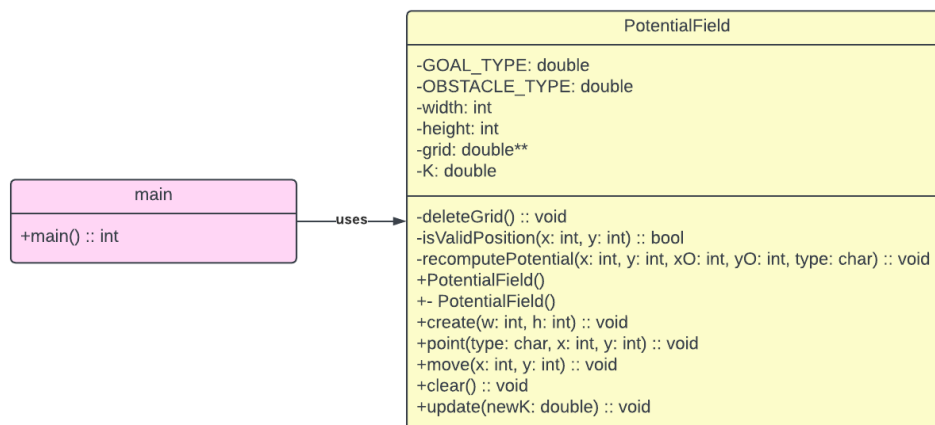 PotentialField
-GOAL_TYPE: double
-OBSTACLE_TYPE: double
-width: int
-height: int
-grid: double**
-K: double
main
+main() :: int
uses
-deleteGrid() :: void
-isValidPosition(x: int, y: int) :: bool
-recomputePotential(x: int, y: int, xO: int, yO: int, type: char) :: void
+PotentialField()
+- PotentialField()
+create(w: int, h: int) :: void
+point(type: char, x: int, y: int) :: void
+move(x: int, y: int) :: void
+clear() :: void
+update(newK: double) :: void